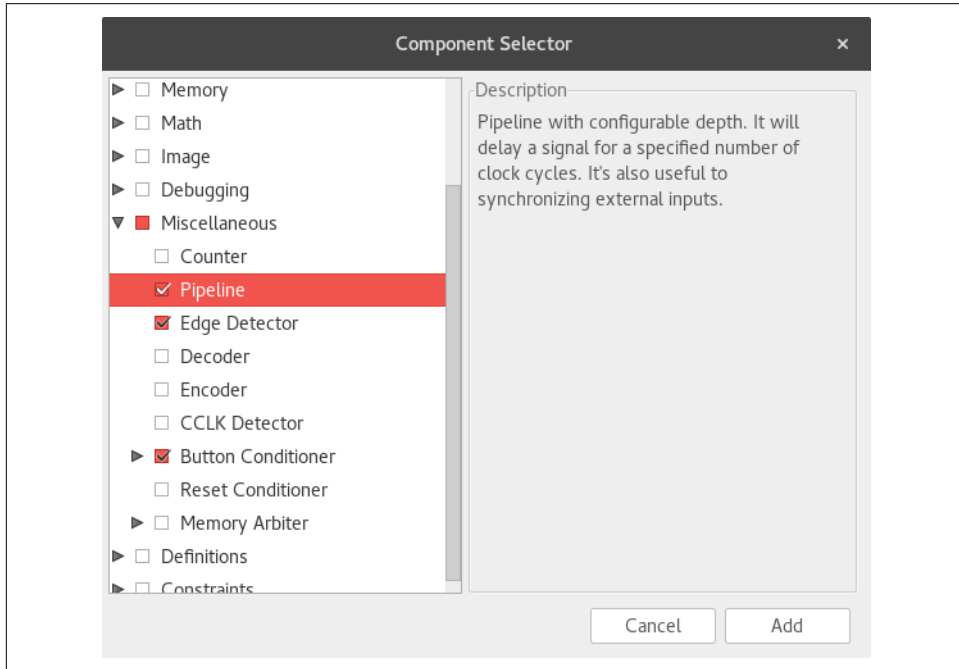 Component Selector
Memory
Math
Image
Debugging
Miscellaneous
Counter
Pipeline
Edge Detector
Decoder
Encoder
CCLK Detector
Button Conditioner
Reset Conditioner
Memory Arbiter
Definitions
Constraints
Description
Pipeline with configurable depth. It will
delay a signal for a specified number of
clock cycles. It's also useful to
synchronizing external inputs.
Cancel
Add